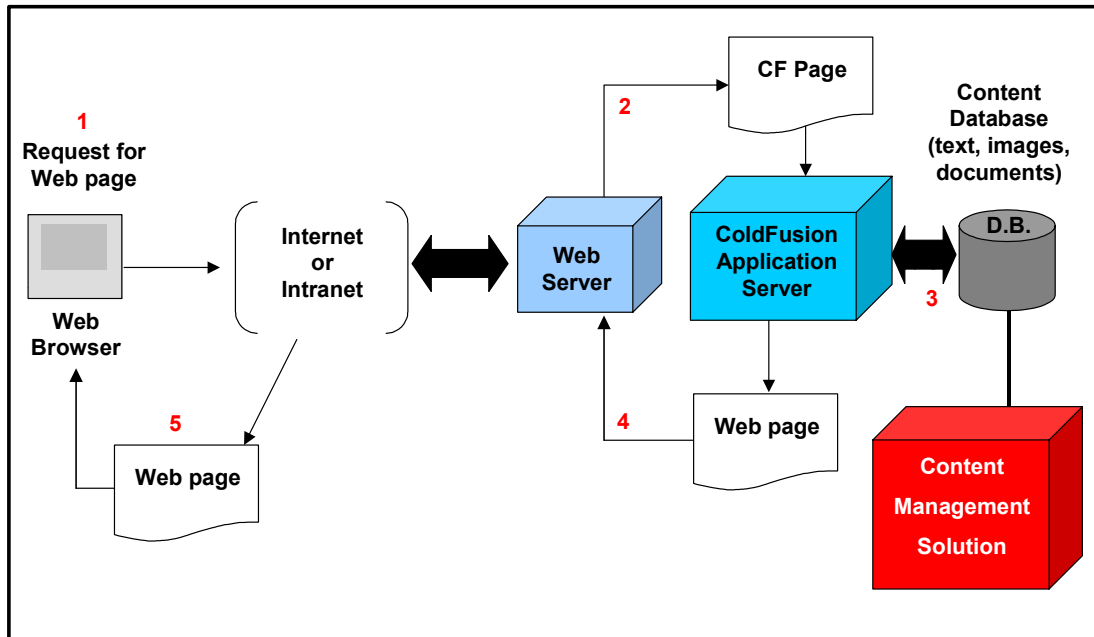 1
Request for
Web page
Web
Browser
Internet
or
Intranet
Web
Server
2
CF Page
ColdFusion
Application
Server
Content
Database
(text, images,
documents)
D.B.
3
Content
Management
Solution
Web page
4
5
Web page